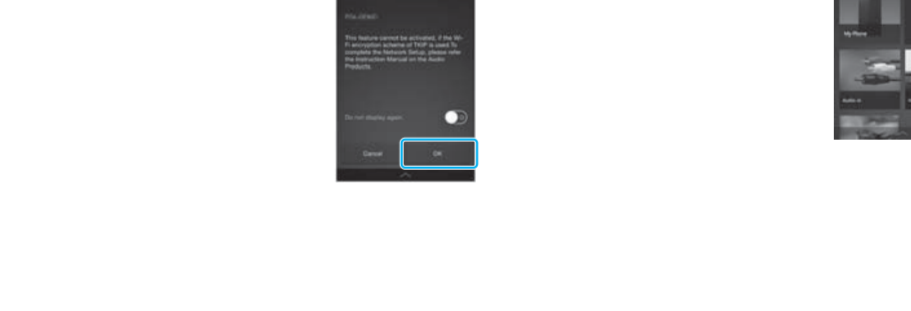 This feature cannot be activated, if the Wi-
Fi encryption scheme of TKIP is used.To
complete the Network Setup, please refer
the Instruction Manual on the Audio
Products.
Do not display again.
Cancel
OK
My Phone
Audio in